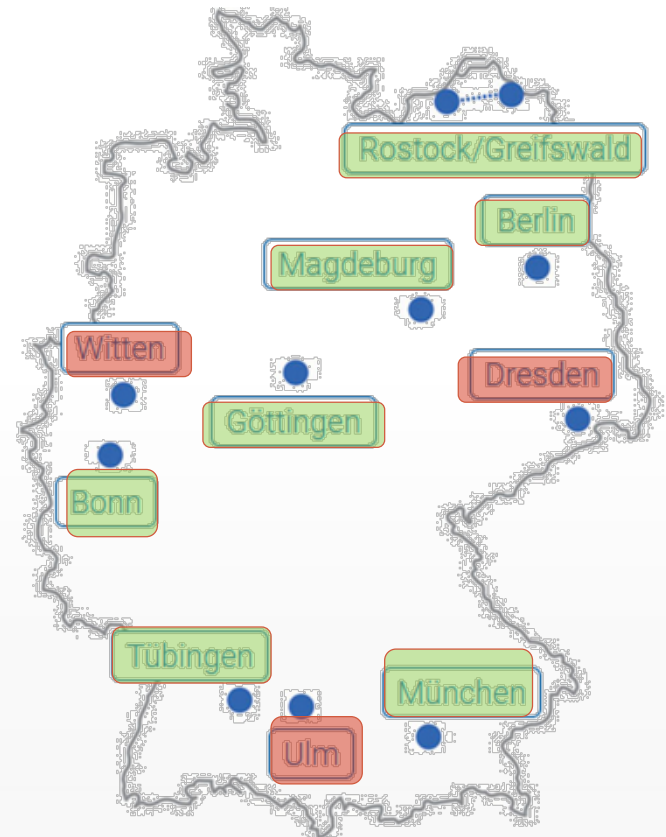 Rostock/Greifswald
Berlin
Magdeburg
Witten
Dresden
Göttingen
Bonn
Tübingen
München
Ulm